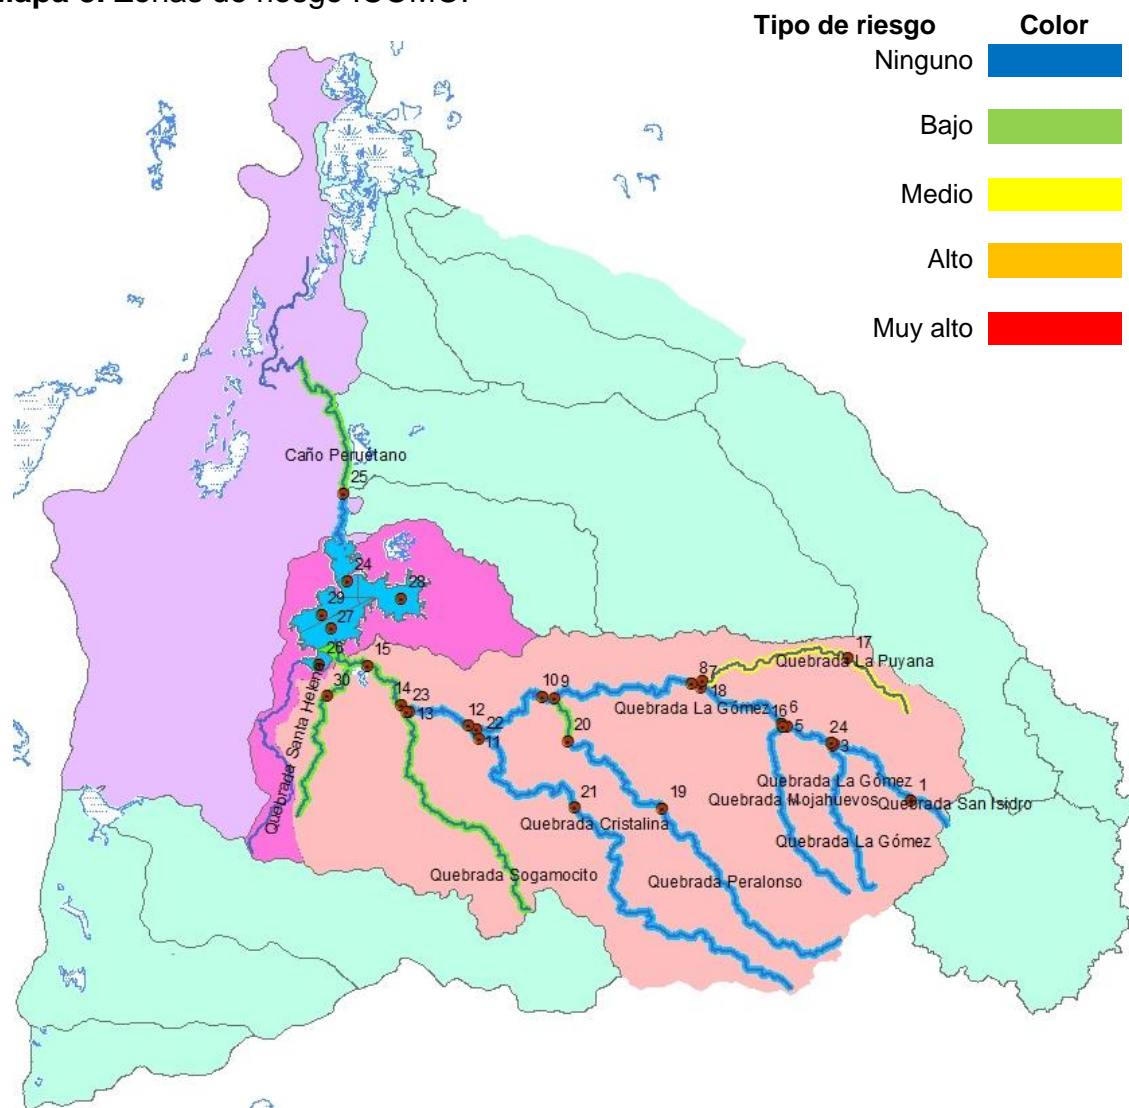 Mapa 8. Zonas de riesgo ISCOMO.
Tipo de riesgo Color
Ninguno
Bajo
Medio
Alto
Muy alto
Caño Peruétano
25
24
28
29
27
26
15
30
14
23
13
12
22
11
10 9
20
8
7
18
17
Quebrada La Puyana
Quebrada La Gómez
16 6
5
24
3
1
Quebrada La Gómez
Quebrada Mojahuevos
Quebrada San Isidro
Quebrada La Gómez
21
19
Quebrada Cristalina
Quebrada Peralonso
Quebrada Sogamocito
Quebrada Santa Helena